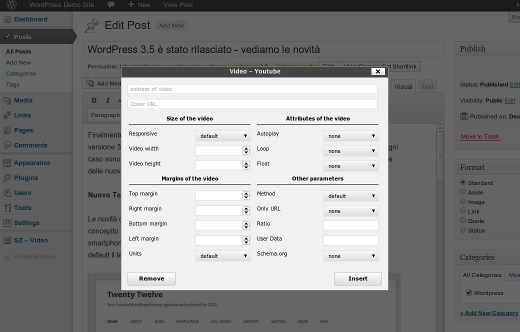 WordPress Demo Site
+ New
View Post
Dashboard
Posts
All Posts
Add New
Categories
Tags
Media
Links
Pages
Comments
Appearance
Plugins
Users
Tools
Settings
SZ - Video
Collapse menu
Edit Post
Add New
WordPress 3.5 è stato rilasciato - vediamo le novità
Permalink:
Get Shortlink
Add Med
Visual
Text
B
I
Paragraph
Finalmente
versione 3
caso sono
delle nuov
Nuovo Te
Le novità
concepito
smartphon
default il te
Video - Youtube
address of video
Cover URL
Size of the video
Attributes of the video
Responsive
default
Autoplay
none
Video width
Loop
none
Video height
Float
none
Margins of the video
Other parameters
Top margin
Method
default
Right margin
Only URL
none
Bottom margin
Ratio
Left margin
User Data
Units
default
Schema.org
none
Remove
Insert
Twenty Twelve
HOME
ABOUT
Publish
Status: Published
Edit
Visibility: Public
Edit
Published on:
Move to Trash
Format
Standard
Aside
Image
Link
Quote
Status
Categories
All Categories
Wordpress
+ Add New Category